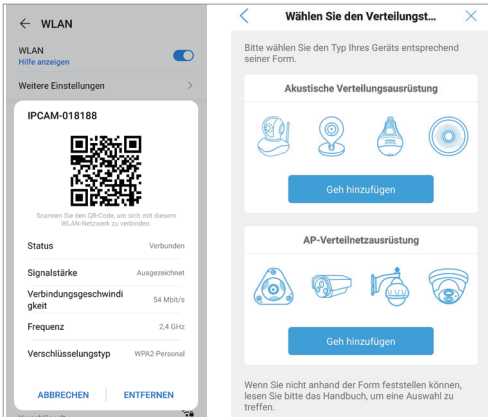 WLAN
WLAN
Hilfe anzeigen
Weitere Einstellungen
IPCAM-018188
Scannen Sie den QR-Code, um sich mit diesem
WLAN-Netzwerk zu verbinden.
Status Verbunden
Signalstärke Ausgezeichnet
Verbindungsgeschwindi
gkeit 54 Mbit/s
Frequenz 2,4 GHz
Verschlüsselungstyp WPA2-Personal
ABBRECHEN ENTFERNEN
Wählen Sie den Verteilungst...
Bitte wählen Sie den Typ Ihres Geräts entsprechend
seiner Form.
Akustische Verteilungsausrüstung
Geh hinzufügen
AP-Verteilnetzausrüstung
Geh hinzufügen
Wenn Sie nicht anhand der Form feststellen können,
lesen Sie bitte das Handbuch, um eine Auswahl zu
treffen.